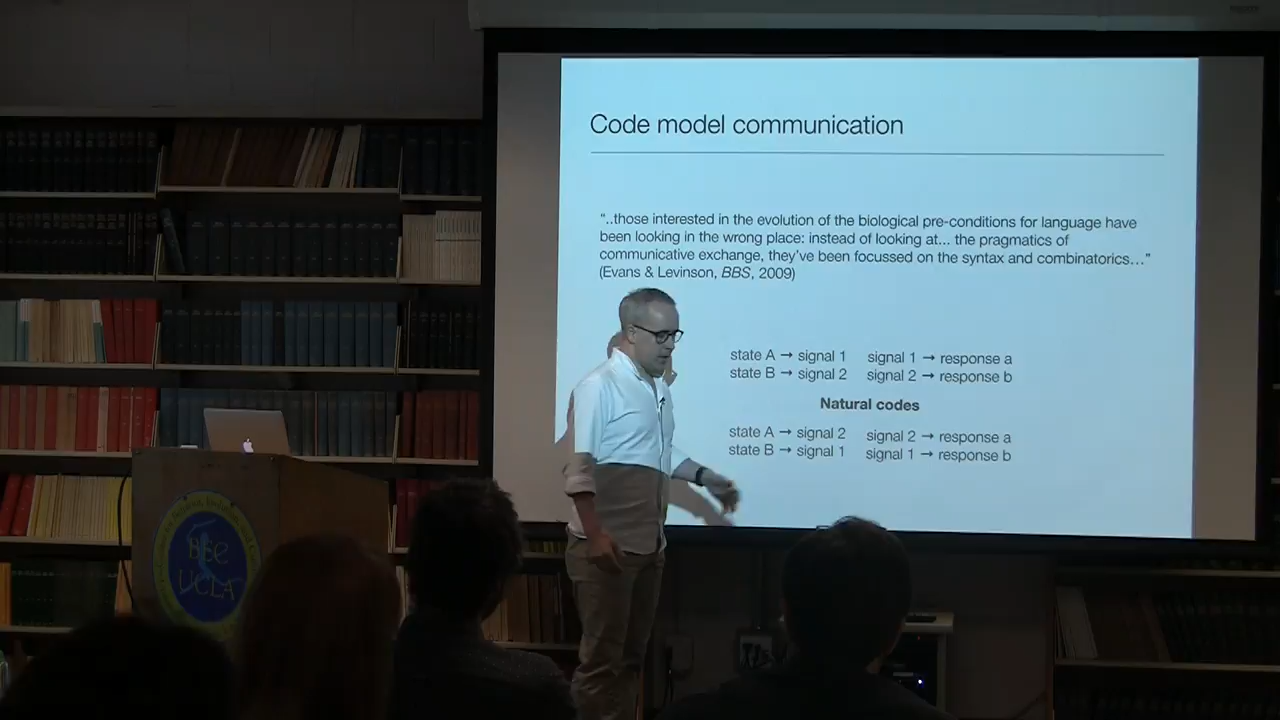 Code model communication
“..those interested in the evolution of the biological pre-conditions for language have
been looking in the wrong place: instead of looking at... the pragmatics of
communicative exchange, they've been focussed on the syntax and combinatorics…”
(Evans & Levinson, BBS, 2009)
state A → signal 1 signal 1 → response a
state B → signal 2 signal 2 → response b
Natural codes
state A → signal 2 signal 2 → response a
state B → signal 1 signal 1 → response b
BEC
UCLA